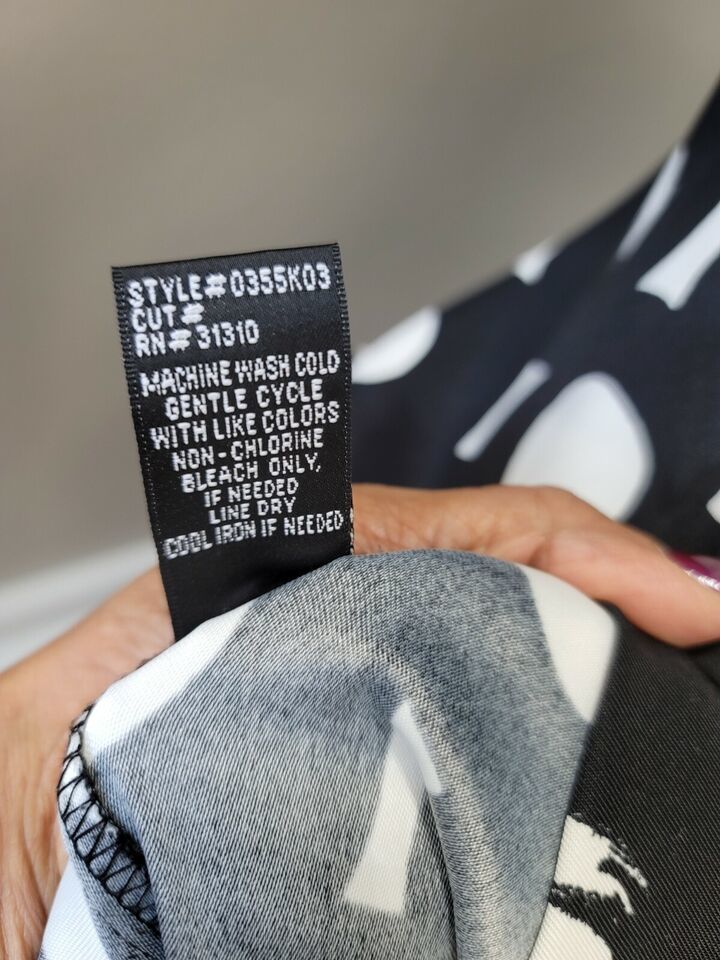 STYLE# 0355K03
CUT#
RN# 31310
MACHINE WASH COLD
GENTLE CYCLE
WITH LIKE COLORS
NON-CHLORINE
BLEACH ONLY,
IF NEEDED
LINE DRY
COOL IRON IF NEEDED